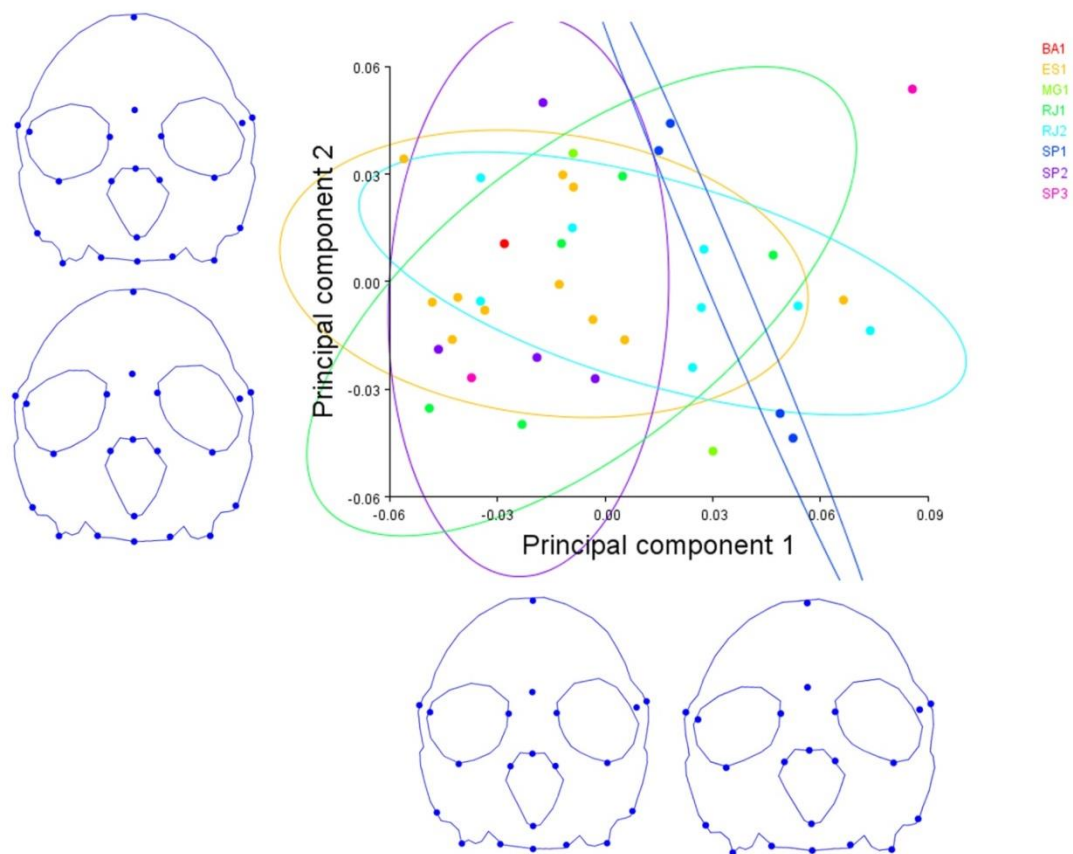 BA1
ES1
MG1
RJ1
RJ2
SP1
SP2
SP3
0.06
0.03
0.00
-0.03
-0.06
Principal component 2
-0.06
-0.03
0.00
0.03
0.06
0.09
Principal component 1